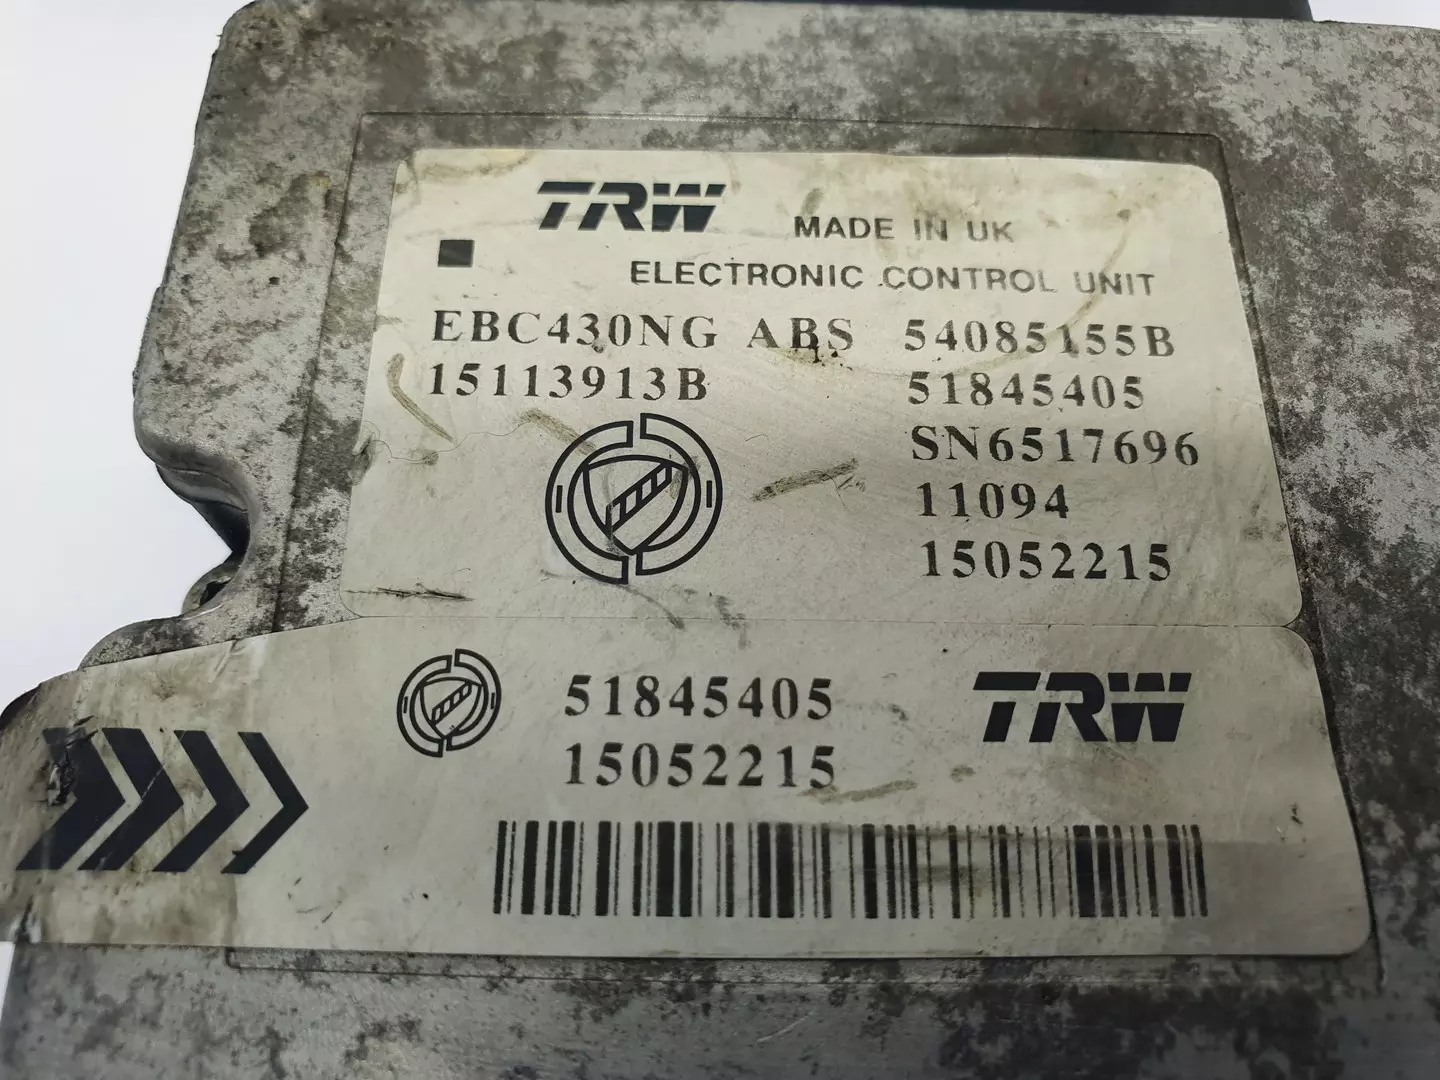 TRW MADE IN UK
ELECTRONIC CONTROL UNIT
EBC430NG ABS 54085155B
15113913B 51845405
SN6517696
11094
15052215
51845405 TRW
15052215